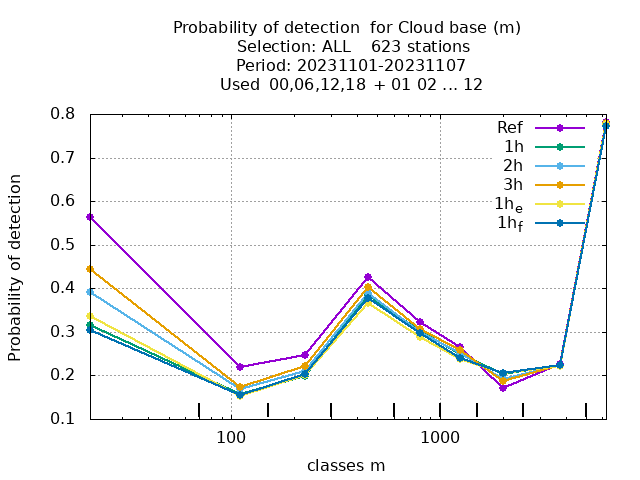 Probability of detection for Cloud base (m)
Selection: ALL 623 stations
Period: 20231101-20231107
Used 00,06,12,18 + 01 02 ... 12
Probability of detection
0.8
0.7
0.6
0.5
0.4
0.3
0.2
0.1
Ref
1h
2h
3h
1he
1hf
100
1000
classes m